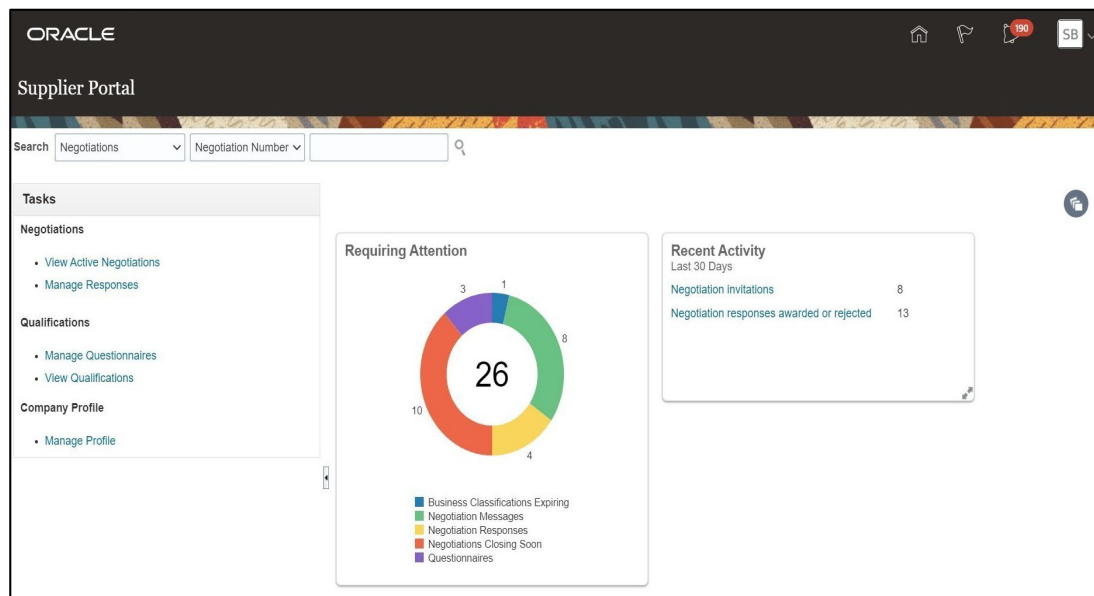 ORACLE
190
SB
Supplier Portal
Search Negotiations Negotiation Number
Tasks
Negotiations
View Active Negotiations
Manage Responses
Qualifications
Manage Questionnaires
View Qualifications
Company Profile
Manage Profile
Requiring Attention
3
1
8
26
10
4
Business Classifications Expiring
Negotiation Messages
Negotiation Responses
Negotiations Closing Soon
Questionnaires
Recent Activity
Last 30 Days
Negotiation invitations 8
Negotiation responses awarded or rejected 13